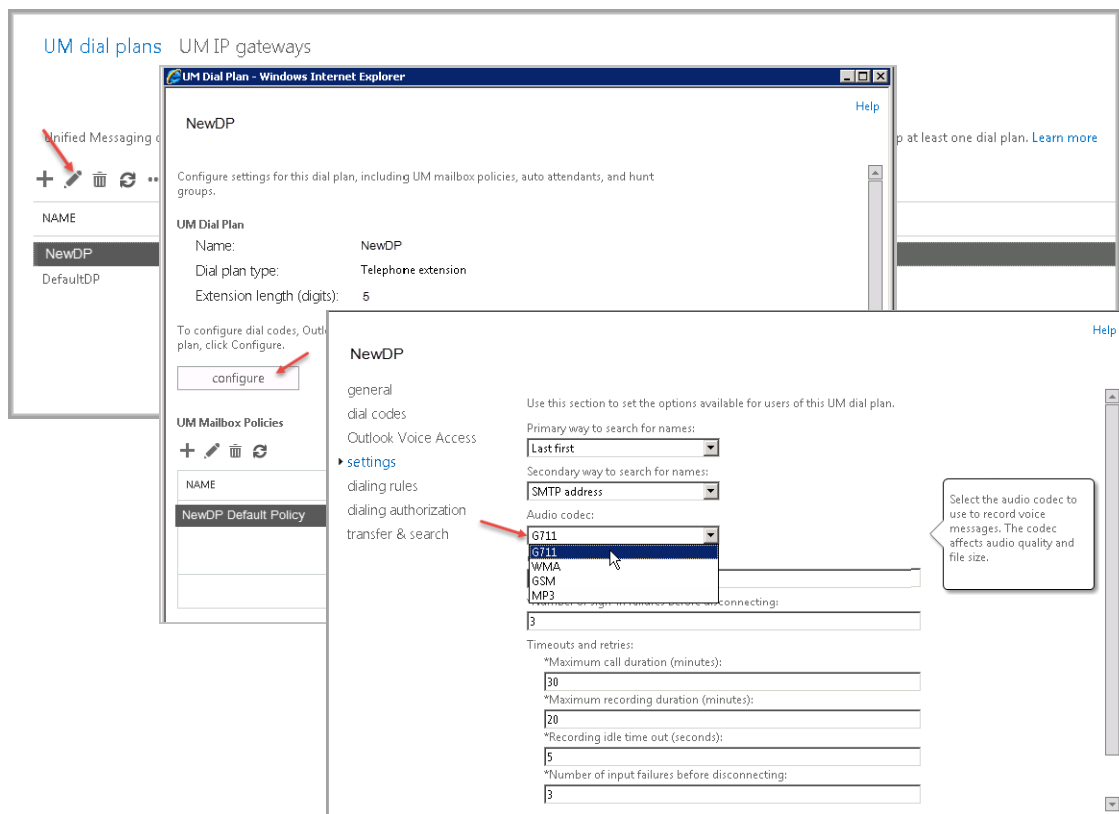 UM dial plans UM IP gateways
UM Dial Plan - Windows Internet Explorer
Help
NewDP
Unified Messaging
p at least one dial plan. Learn more
Configure settings for this dial plan, including UM mailbox policies, auto attendants, and hunt
groups.
NAME
NewDP
DefaultDP
UM Dial Plan
Name: NewDP
Dial plan type: Telephone extension
Extension length (digits): 5
To configure dial codes, Outl
plan, click Configure.
configure
UM Mailbox Policies
NAME
NewDP Default Policy
Help
NewDP
general
dial codes
Outlook Voice Access
settings
dialing rules
dialing authorization
transfer & search
Use this section to set the options available for users of this UM dial plan.
Primary way to search for names:
Last first
Secondary way to search for names:
SMTP address
Audio codec:
G711
G711
WMA
GSM
MP3
*Number of sign-in failures before disconnecting:
3
Timeouts and retries:
*Maximum call duration (minutes):
30
*Maximum recording duration (minutes):
20
*Recording idle time out (seconds):
5
*Number of input failures before disconnecting:
3
Select the audio codec to
use to record voice
messages. The codec
affects audio quality and
file size.